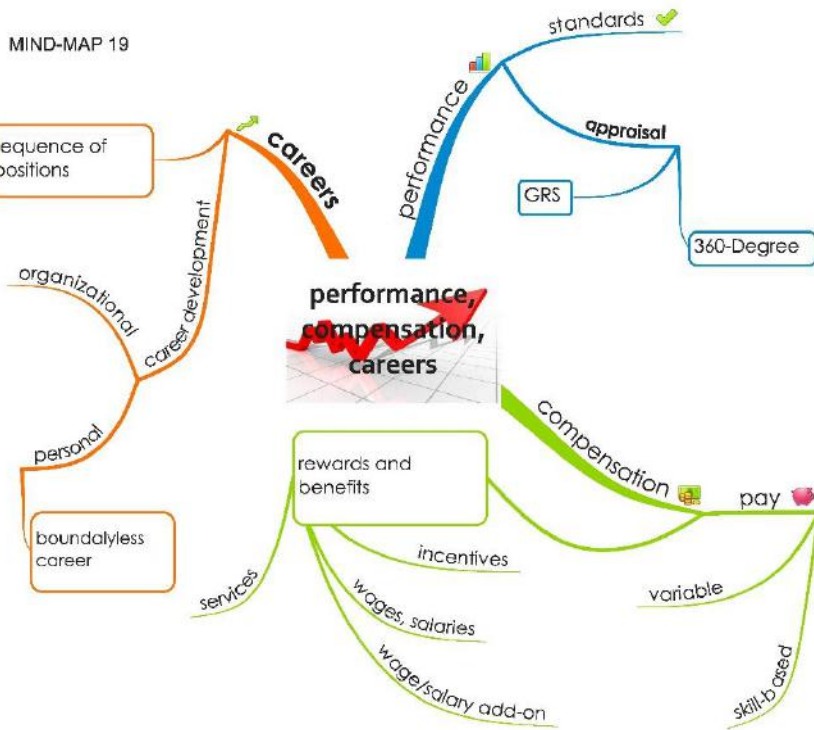 MIND-MAP 19
standards
performance
appraisal
GRS
360-Degree
careers
equence of
positions
career development
organizational
personal
boundalyless
career
performance,
compensation,
careers
compensation
pay
variable
skill-based
rewards and
benefits
incentives
services
wages, salaries
wage/salary add-on